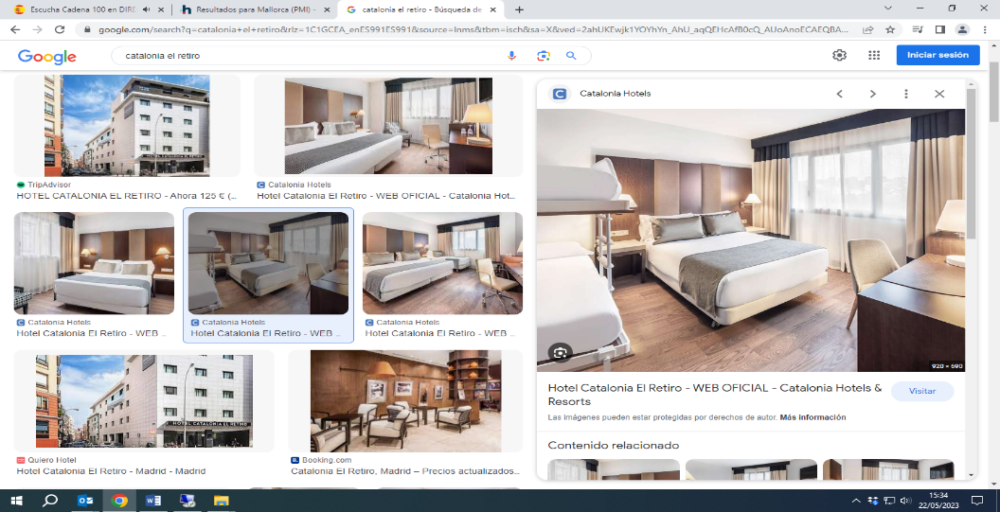 Escucha Cadena 100 en DIRE
Resultados para Mallorca (PMI) -
catalonia el retiro - Búsqueda de
google.com/search?q=catalonia+el+retiro&rlz=1C1GCEA_enES991ES991&source=lnms&tbm=isch&sa=X&ved=
Google
catalonia el retiro
Iniciar sesión
TripAdvisor
HOTEL CATALONIA EL RETIRO - Ahora 125 € (...
Catalonia Hotels
Hotel Catalonia El Retiro - WEB OFICIAL - Catalonia Hot...
Catalonia Hotels
Hotel Catalonia El Retiro - WEB ...
Catalonia Hotels
Hotel Catalonia El Retiro - WEB ...
Catalonia Hotels
Hotel Catalonia El Retiro - WEB ...
HOTEL CATALONIA EL RETIRO
Quiero Hotel
Hotel Catalonia El Retiro - Madrid - Madrid
Booking.com
Catalonia El Retiro, Madrid – Precios actualizados...
Catalonia Hotels
920 × 690
Hotel Catalonia El Retiro - WEB OFICIAL - Catalonia Hotels &
Resorts
Visitar
Las imágenes pueden estar protegidas por derechos de autor. Más información
Contenido relacionado
15:34
22/05/2023